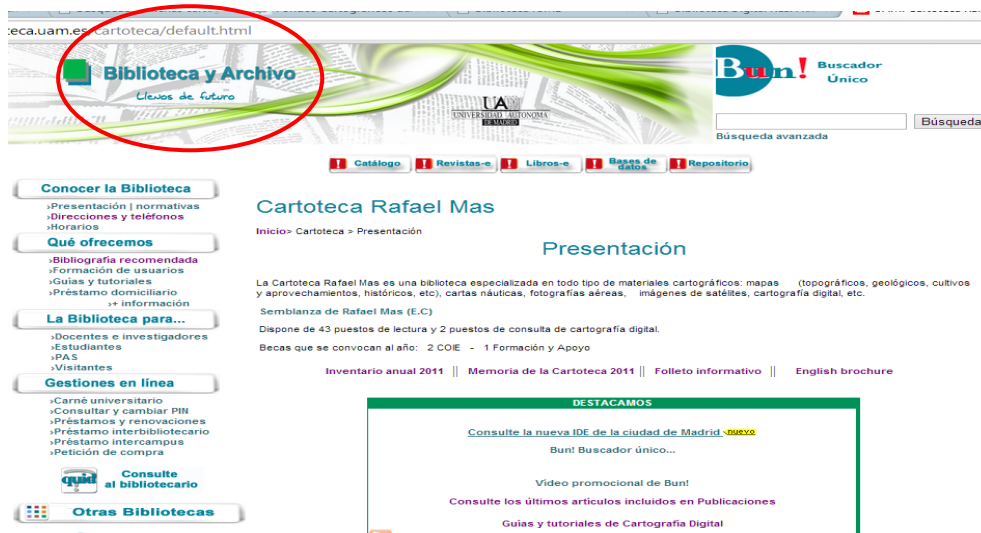 teca.uam.es/cartoteca/default.html
Biblioteca y Archivo
Llenos de futuro
UA
UNIVERSIDAD AUTONOMA
DE MADRID
Bun!
Buscador
Único
Búsqueda
Búsqueda avanzada
Catálogo
Revistas-e
Libros-e
Bases de
datos
Repositorio
Conocer la Biblioteca
›Presentación | normativas
›Direcciones y teléfonos
›Horarios
Qué ofrecemos
›Bibliografía recomendada
›Formación de usuarios
›Guías y tutoriales
›Préstamo domiciliario
›+ información
La Biblioteca para...
›Docentes e investigadores
›Estudiantes
›PAS
›Visitantes
Gestiones en línea
›Carné universitario
›Consultar y cambiar PIN
›Préstamos y renovaciones
›Préstamo interbibliotecario
›Préstamo intercampus
›Petición de compra
quid
Consulte
al bibliotecario
Otras Bibliotecas
Cartoteca Rafael Mas
Inicio> Cartoteca > Presentación
Presentación
La Cartoteca Rafael Mas es una biblioteca especializada en todo tipo de materiales cartográficos: mapas (topográficos, geológicos, cultivos
y aprovechamientos, históricos, etc), cartas náuticas, fotografías aéreas, imágenes de satélites, cartografía digital, etc.
Semblanza de Rafael Mas (E.C)
Dispone de 43 puestos de lectura y 2 puestos de consulta de cartografía digital.
Becas que se convocan al año: 2 COIE - 1 Formación y Apoyo
Inventario anual 2011 || Memoria de la Cartoteca 2011 || Folleto informativo || English brochure
DESTACAMOS
Consulte la nueva IDE de la ciudad de Madrid nuevo
Bun! Buscador único...
Vídeo promocional de Bun!
Consulte los últimos artículos incluidos en Publicaciones
Guías y tutoriales de Cartografía Digital